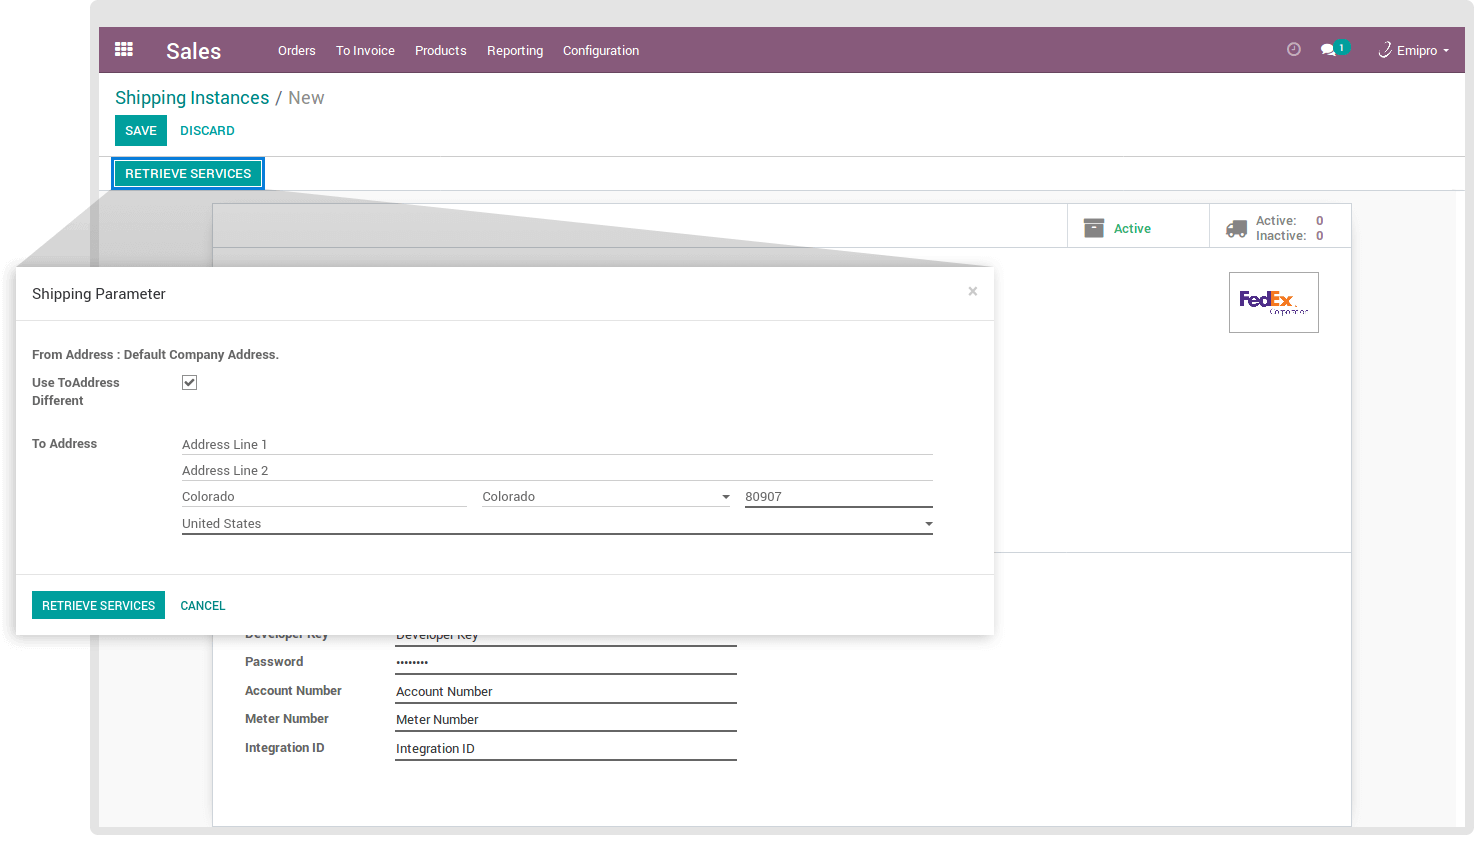 Sales Orders To Invoice Products Reporting Configuration 1 Emipro
Shipping Instances / New
SAVE DISCARD
RETRIEVE SERVICES
Active
Active: 0
Inactive: 0
FedEx
Corporation
Shipping Parameter ×
From Address : Default Company Address.
Use ToAddress
Different
To Address
Address Line 1
Address Line 2
Colorado Colorado 80907
United States
RETRIEVE SERVICES CANCEL
Developer Key Developer Key
Password ••••••••
Account Number Account Number
Meter Number Meter Number
Integration ID Integration ID